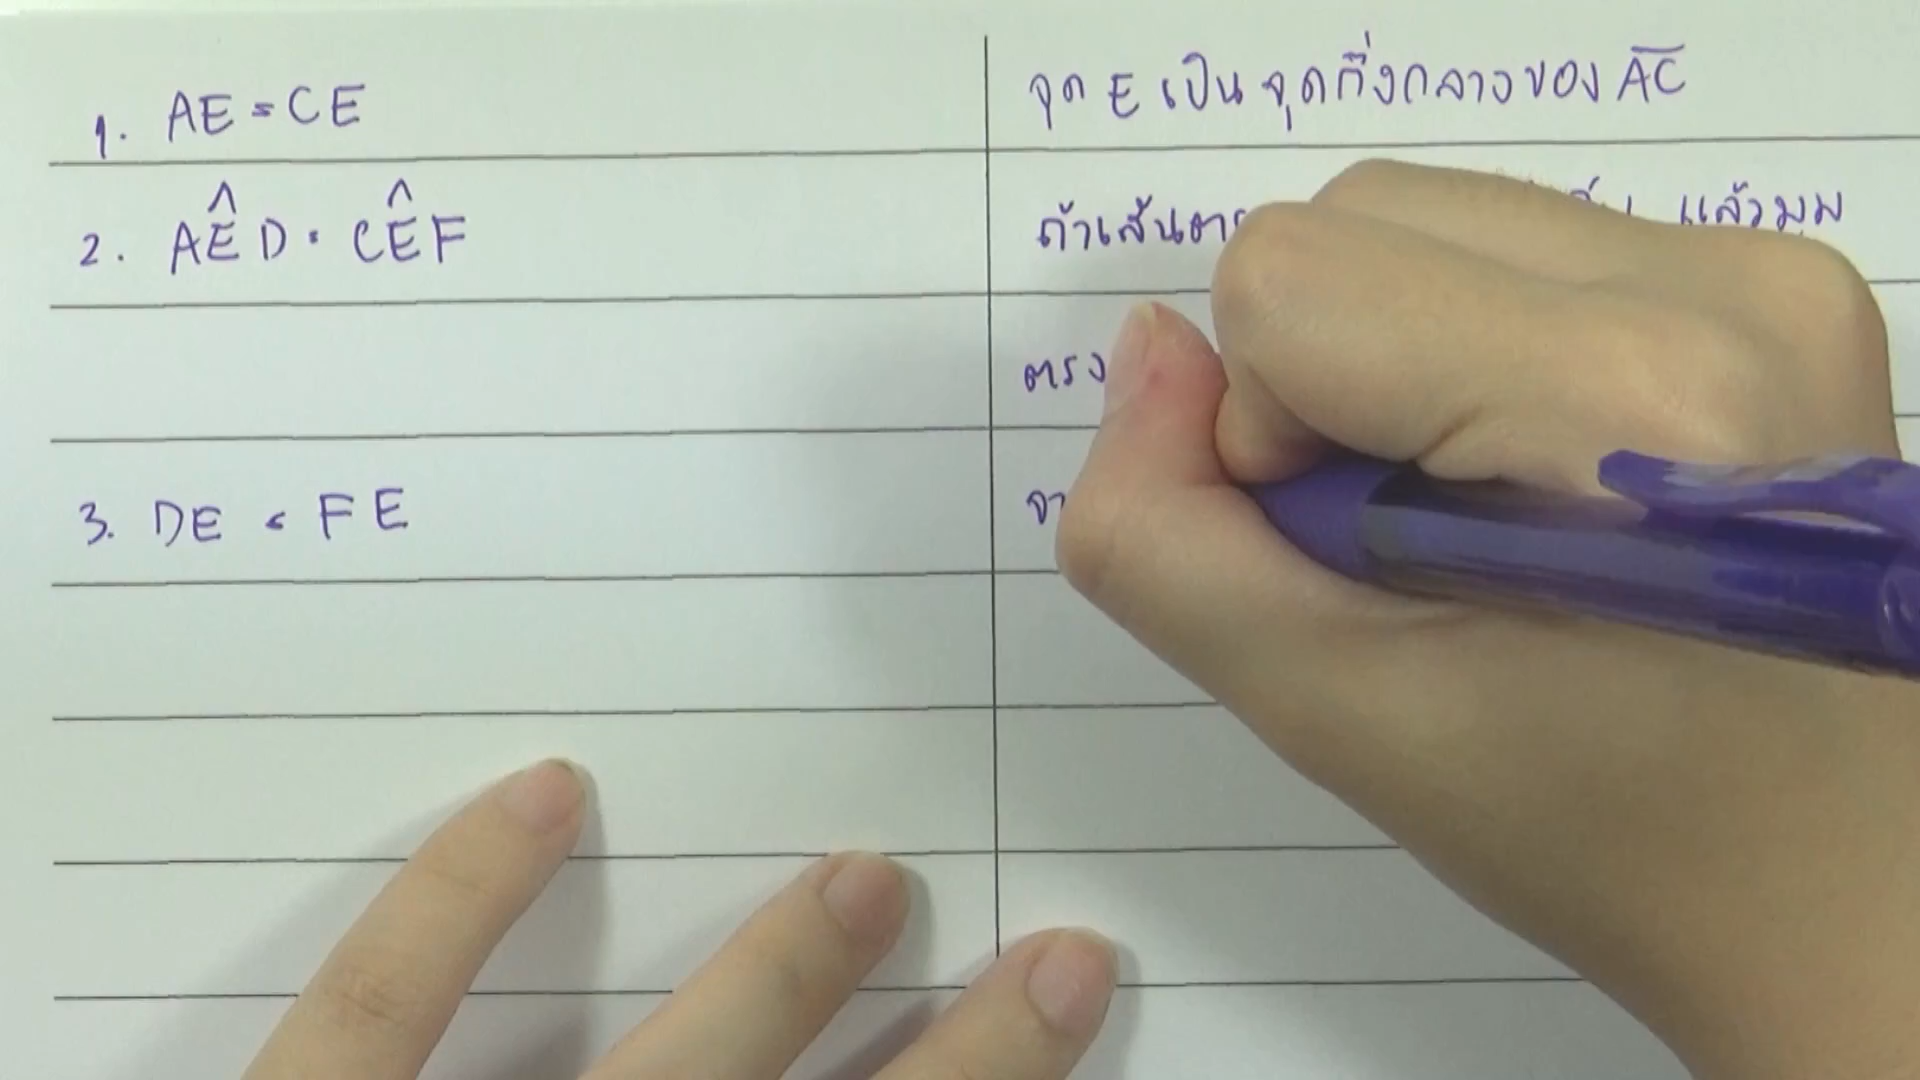 1. AE = CE
จุด E เป็นจุดกึ่งกลางของ A̅C̅
2. AÊD = CÊF
ถ้าเส้นตรง แล้วมุม
ตรง
3. DE = FE